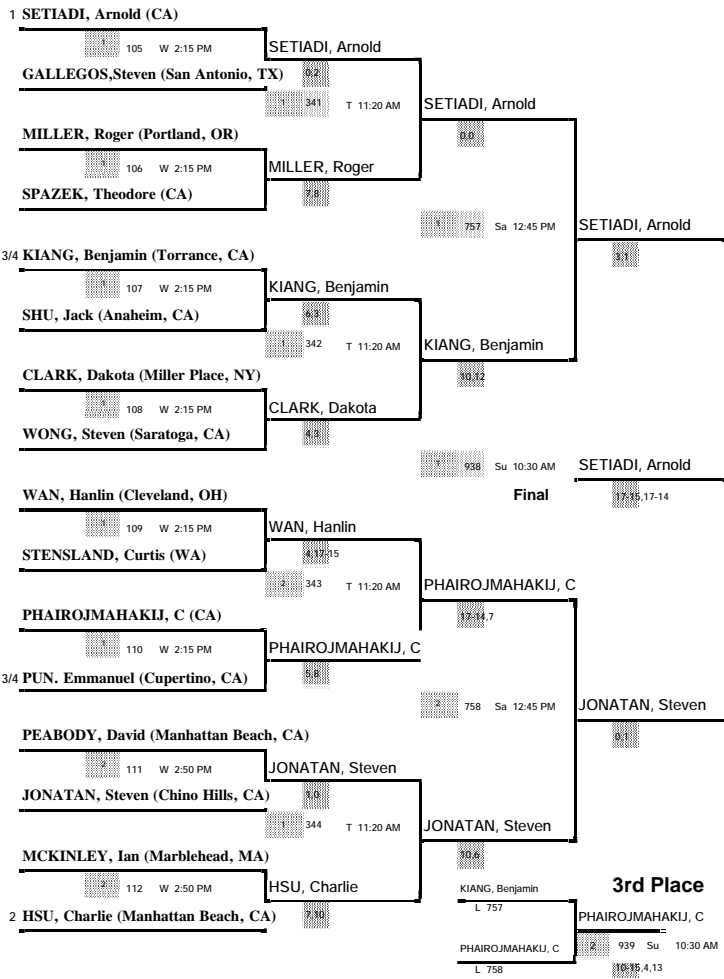 1 SETIADI, Arnold (CA)
1 105 W 2:15 PM SETIADI, Arnold
GALLEGOS,Steven (San Antonio, TX) 0,2
1 341 T 11:20 AM SETIADI, Arnold
MILLER, Roger (Portland, OR) 0,0
1 106 W 2:15 PM MILLER, Roger
SPAZEK, Theodore (CA) 7,8
1 757 Sa 12:45 PM SETIADI, Arnold
3/4 KIANG, Benjamin (Torrance, CA) 3,1
1 107 W 2:15 PM KIANG, Benjamin
SHU, Jack (Anaheim, CA) 6,3
1 342 T 11:20 AM KIANG, Benjamin
CLARK, Dakota (Miller Place, NY) 10,12
1 108 W 2:15 PM CLARK, Dakota
WONG, Steven (Saratoga, CA) 4,3
1 938 Su 10:30 AM SETIADI, Arnold
WAN, Hanlin (Cleveland, OH) Final 17-15,17-14
1 109 W 2:15 PM WAN, Hanlin
STENSLAND, Curtis (WA) 4,17-15
2 343 T 11:20 AM PHAIROJMAHAKIJ, C
PHAIROJMAHAKIJ, C (CA) 17-14,7
1 110 W 2:15 PM PHAIROJMAHAKIJ, C
3/4 PUN. Emmanuel (Cupertino, CA) 5,8
2 758 Sa 12:45 PM JONATAN, Steven
PEABODY, David (Manhattan Beach, CA) 0,1
2 111 W 2:50 PM JONATAN, Steven
JONATAN, Steven (Chino Hills, CA) 1,0
1 344 T 11:20 AM JONATAN, Steven
MCKINLEY, Ian (Marblehead, MA) 10,6
2 112 W 2:50 PM HSU, Charlie KIANG, Benjamin 3rd Place
2 HSU, Charlie (Manhattan Beach, CA) 7,10 L 757 PHAIROJMAHAKIJ, C
PHAIROJMAHAKIJ, C 2 939 Su 10:30 AM
L 758 10-15,4,13